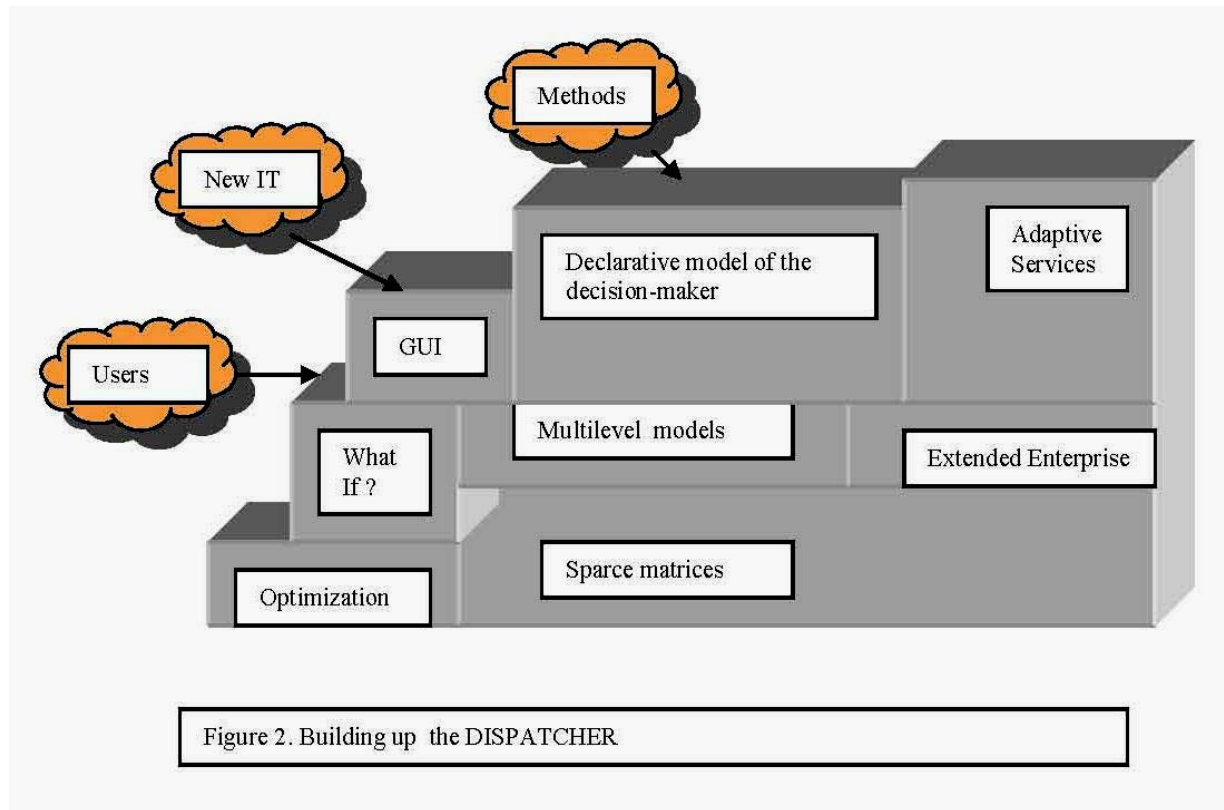 Methods
New IT
Adaptive
Services
Declarative model of the
decision-maker
GUI
Users
Multilevel models
What
If ?
Extended Enterprise
Sparce matrices
Optimization
Figure 2. Building up the DISPATCHER